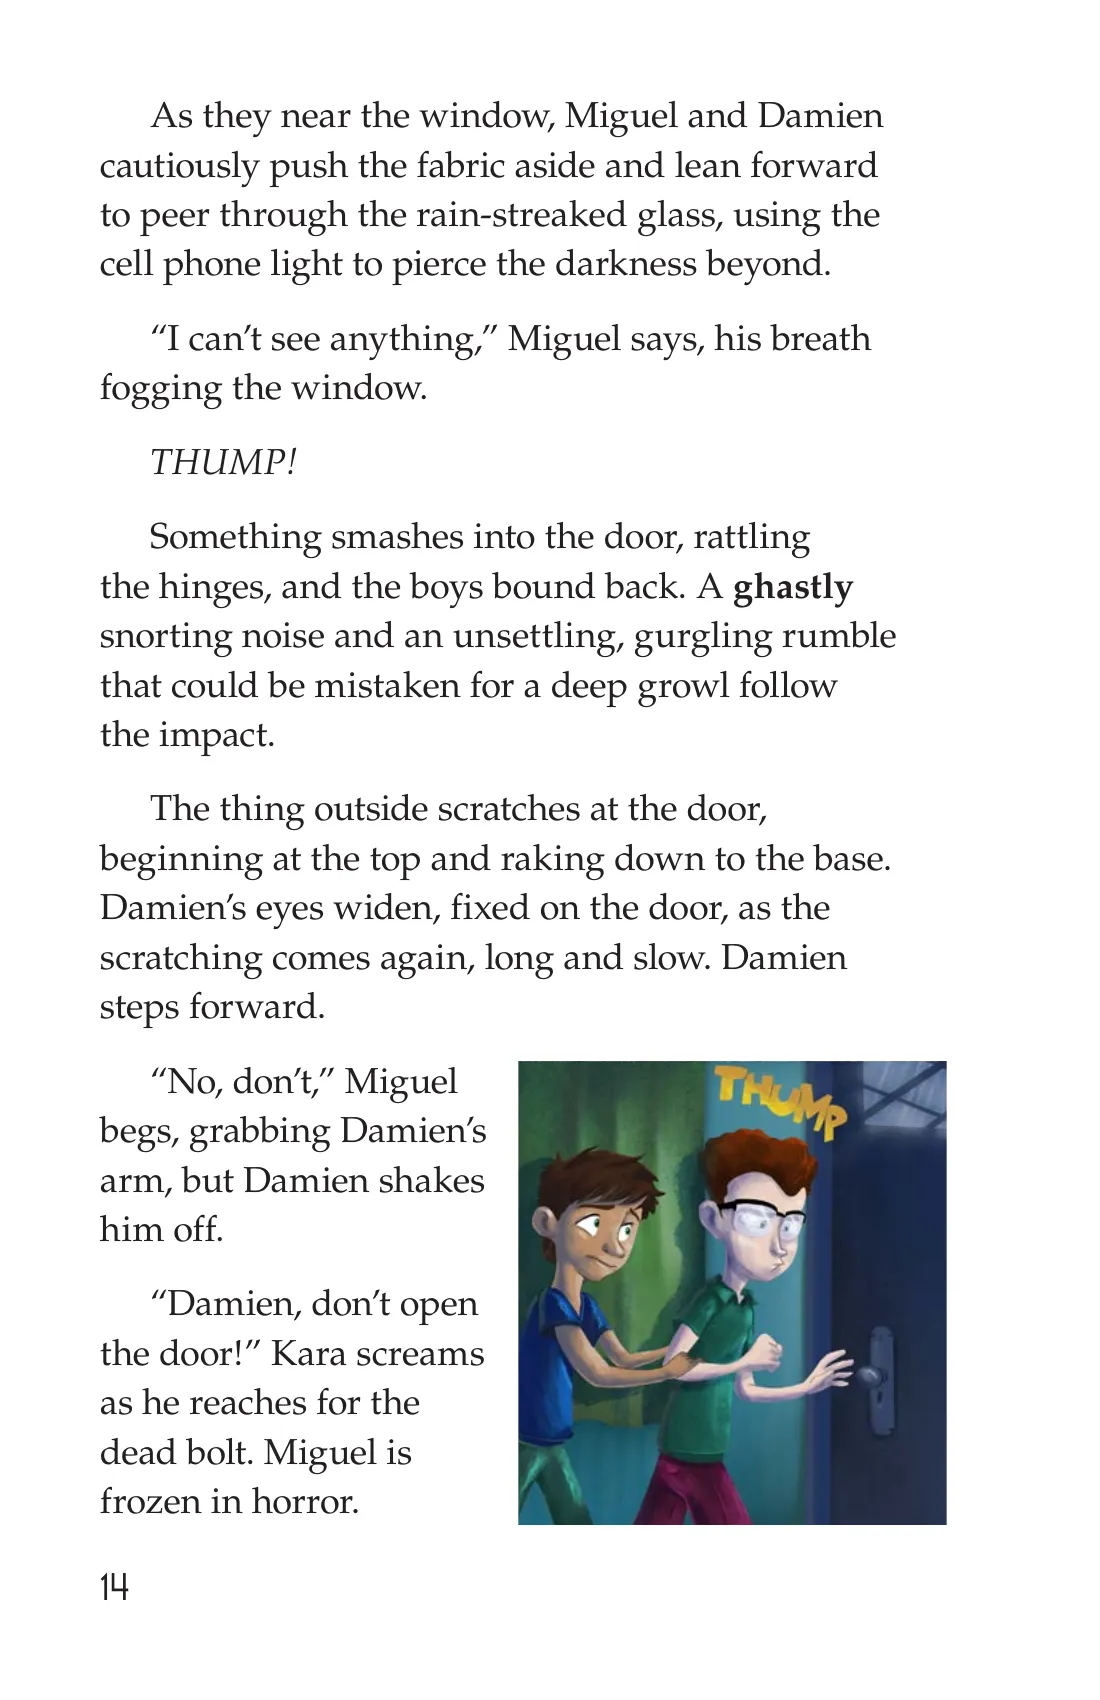 As they near the window, Miguel and Damien
cautiously push the fabric aside and lean forward
to peer through the rain-streaked glass, using the
cell phone light to pierce the darkness beyond.
“I can’t see anything,” Miguel says, his breath
fogging the window.
THUMP!
Something smashes into the door, rattling
the hinges, and the boys bound back. A ghastly
snorting noise and an unsettling, gurgling rumble
that could be mistaken for a deep growl follow
the impact.
The thing outside scratches at the door,
beginning at the top and raking down to the base.
Damien’s eyes widen, fixed on the door, as the
scratching comes again, long and slow. Damien
steps forward.
“No, don’t,” Miguel
begs, grabbing Damien’s
arm, but Damien shakes
him off.
“Damien, don’t open
the door!” Kara screams
as he reaches for the
dead bolt. Miguel is
frozen in horror.
THUMP
14